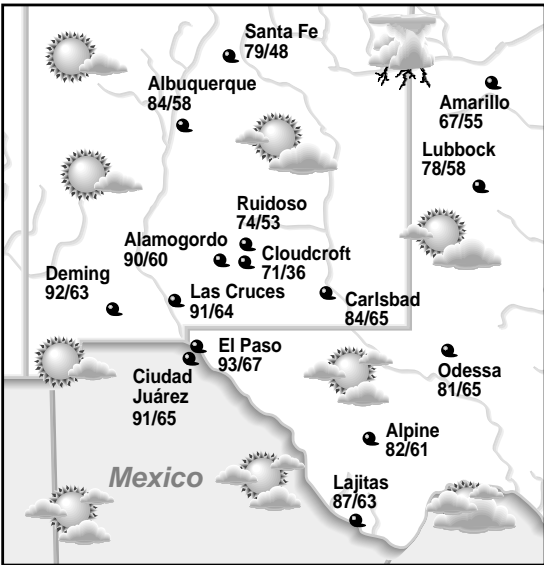 Santa Fe
79/48
Albuquerque
84/58
Amarillo
67/55
Lubbock
78/58
Ruidoso
74/53
Alamogordo
90/60
Cloudcroft
71/36
Deming
92/63
Las Cruces
91/64
Carlsbad
84/65
El Paso
93/67
Ciudad
Juárez
91/65
Odessa
81/65
Alpine
82/61
Mexico
Lajitas
87/63